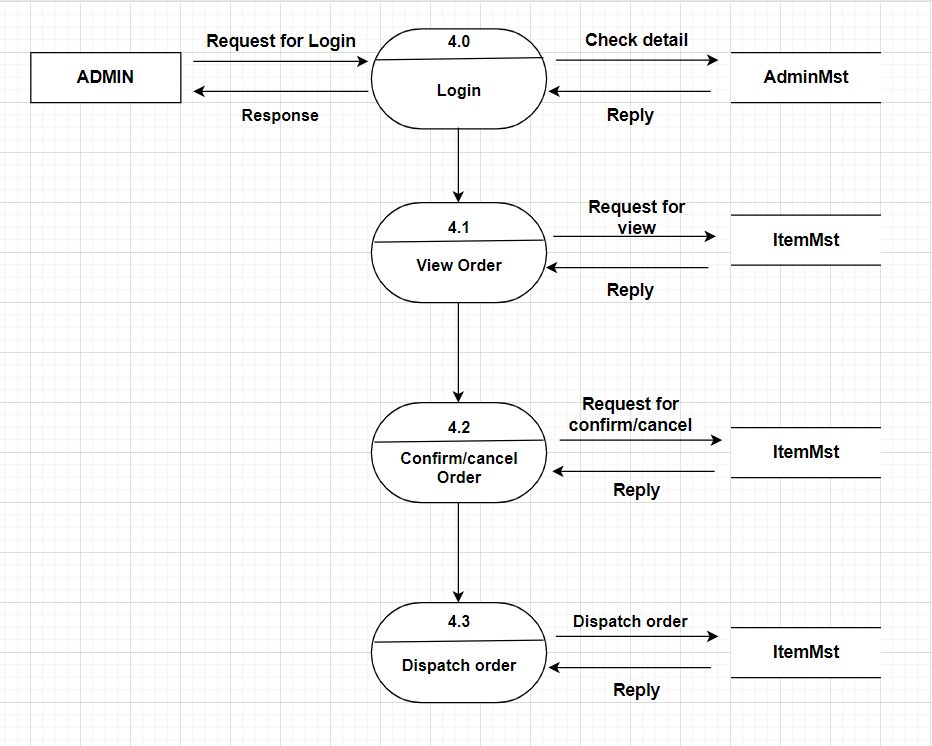 Request for Login
4.0
Check detail
ADMIN
Login
AdminMst
Response
Reply
4.1
View Order
Request for
view
ItemMst
Reply
4.2
Confirm/cancel
Order
Request for
confirm/cancel
ItemMst
Reply
4.3
Dispatch order
Dispatch order
ItemMst
Reply